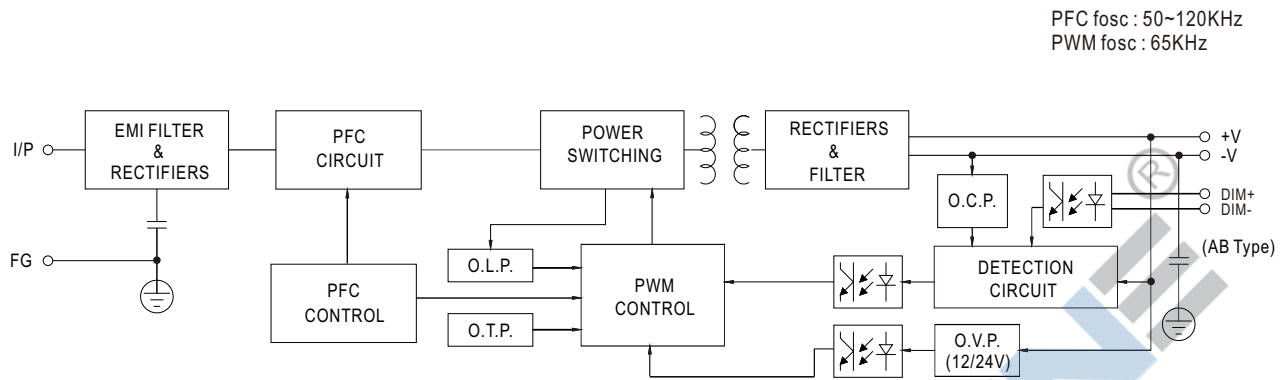 PFC fosc : 50~120KHz
PWM fosc : 65KHz
I/P
EMI FILTER
&
RECTIFIERS
PFC
CIRCUIT
POWER
SWITCHING
RECTIFIERS
&
FILTER
+V
-V
O.C.P.
DIM+
DIM-
(AB Type)
FG
O.L.P.
PFC
CONTROL
PWM
CONTROL
DETECTION
CIRCUIT
O.T.P.
O.V.P.
(12/24V)
®